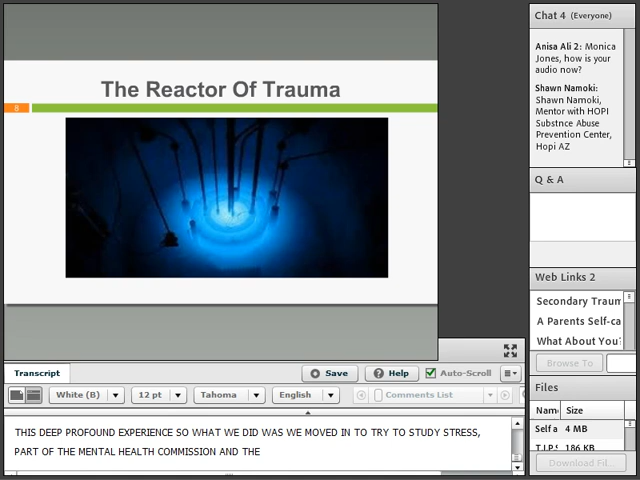 The Reactor Of Trauma
8
Transcript
Save
Help
Auto-Scroll
White (B)
12 pt
Tahoma
English
Comments List
THIS DEEP PROFOUND EXPERIENCE SO WHAT WE DID WAS WE MOVED IN TO TRY TO STUDY STRESS,
PART OF THE MENTAL HEALTH COMMISSION AND THE
Chat 4 (Everyone)
Anisa Ali 2: Monica
Jones, how is your
audio now?
Shawn Namoki:
Shawn Namoki,
Mentor with HOPI
Substnce Abuse
Prevention Center,
Hopi AZ
Q & A
Web Links 2
Secondary Traum
A Parents Self-ca
What About You?
Browse To
Files
Name Size
Self a 4 MB
T.I.P.S 186 KB
Download Fil...